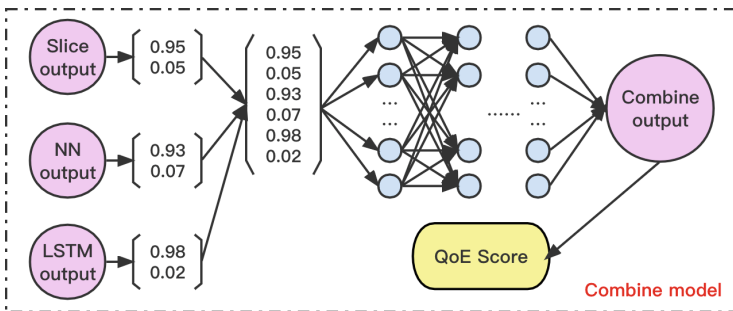 Slice
output
0.95
0.05
NN
output
0.93
0.07
LSTM
output
0.98
0.02
0.95
0.05
0.93
0.07
0.98
0.02
...
...
......
...
...
Combine
output
QoE Score
Combine model